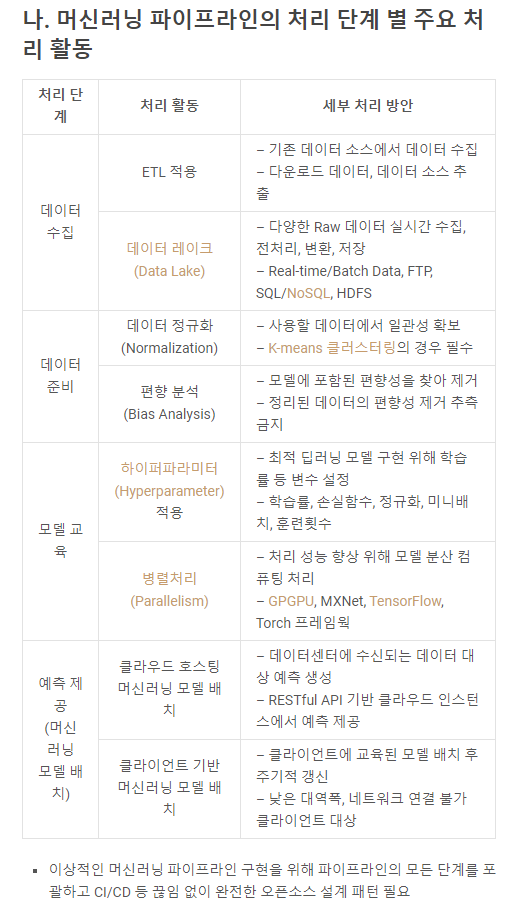 나. 머신러닝 파이프라인의 처리 단계 별 주요 처
리 활동
처리 단
계
처리 활동
세부 처리 방안
데이터
수집
ETL 적용
– 기존 데이터 소스에서 데이터 수집
– 다운로드 데이터, 데이터 소스 추
출
데이터 레이크
(Data Lake)
– 다양한 Raw 데이터 실시간 수집,
전처리, 변환, 저장
– Real-time/Batch Data, FTP,
SQL/NoSQL, HDFS
데이터
준비
데이터 정규화
(Normalization)
– 사용할 데이터에서 일관성 확보
– K-means 클러스터링의 경우 필수
편향 분석
(Bias Analysis)
– 모델에 포함된 편향성을 찾아 제거
– 정리된 데이터의 편향성 제거 추측
금지
모델 교
육
하이퍼파라미터
(Hyperparameter)
적용
– 최적 딥러닝 모델 구현 위해 학습
률 등 변수 설정
– 학습률, 손실함수, 정규화, 미니배
치, 훈련횟수
병렬처리
(Parallelism)
– 처리 성능 향상 위해 모델 분산 컴
퓨팅 처리
– GPGPU, MXNet, TensorFlow,
Torch 프레임웍
예측 제
공
(머신
러닝
모델 배
치)
클라우드 호스팅
머신러닝 모델 배
치
– 데이터센터에 수신되는 데이터 대
상 예측 생성
– RESTful API 기반 클라우드 인스턴
스에서 예측 제공
클라이언트 기반
머신러닝 모델 배
치
– 클라이언트에 교육된 모델 배치 후
주기적 갱신
– 낮은 대역폭, 네트워크 연결 불가
클라이언트 대상
▪ 이상적인 머신러닝 파이프라인 구현을 위해 파이프라인의 모든 단계를 포
괄하고 CI/CD 등 끊임 없이 완전한 오픈소스 설계 패턴 필요